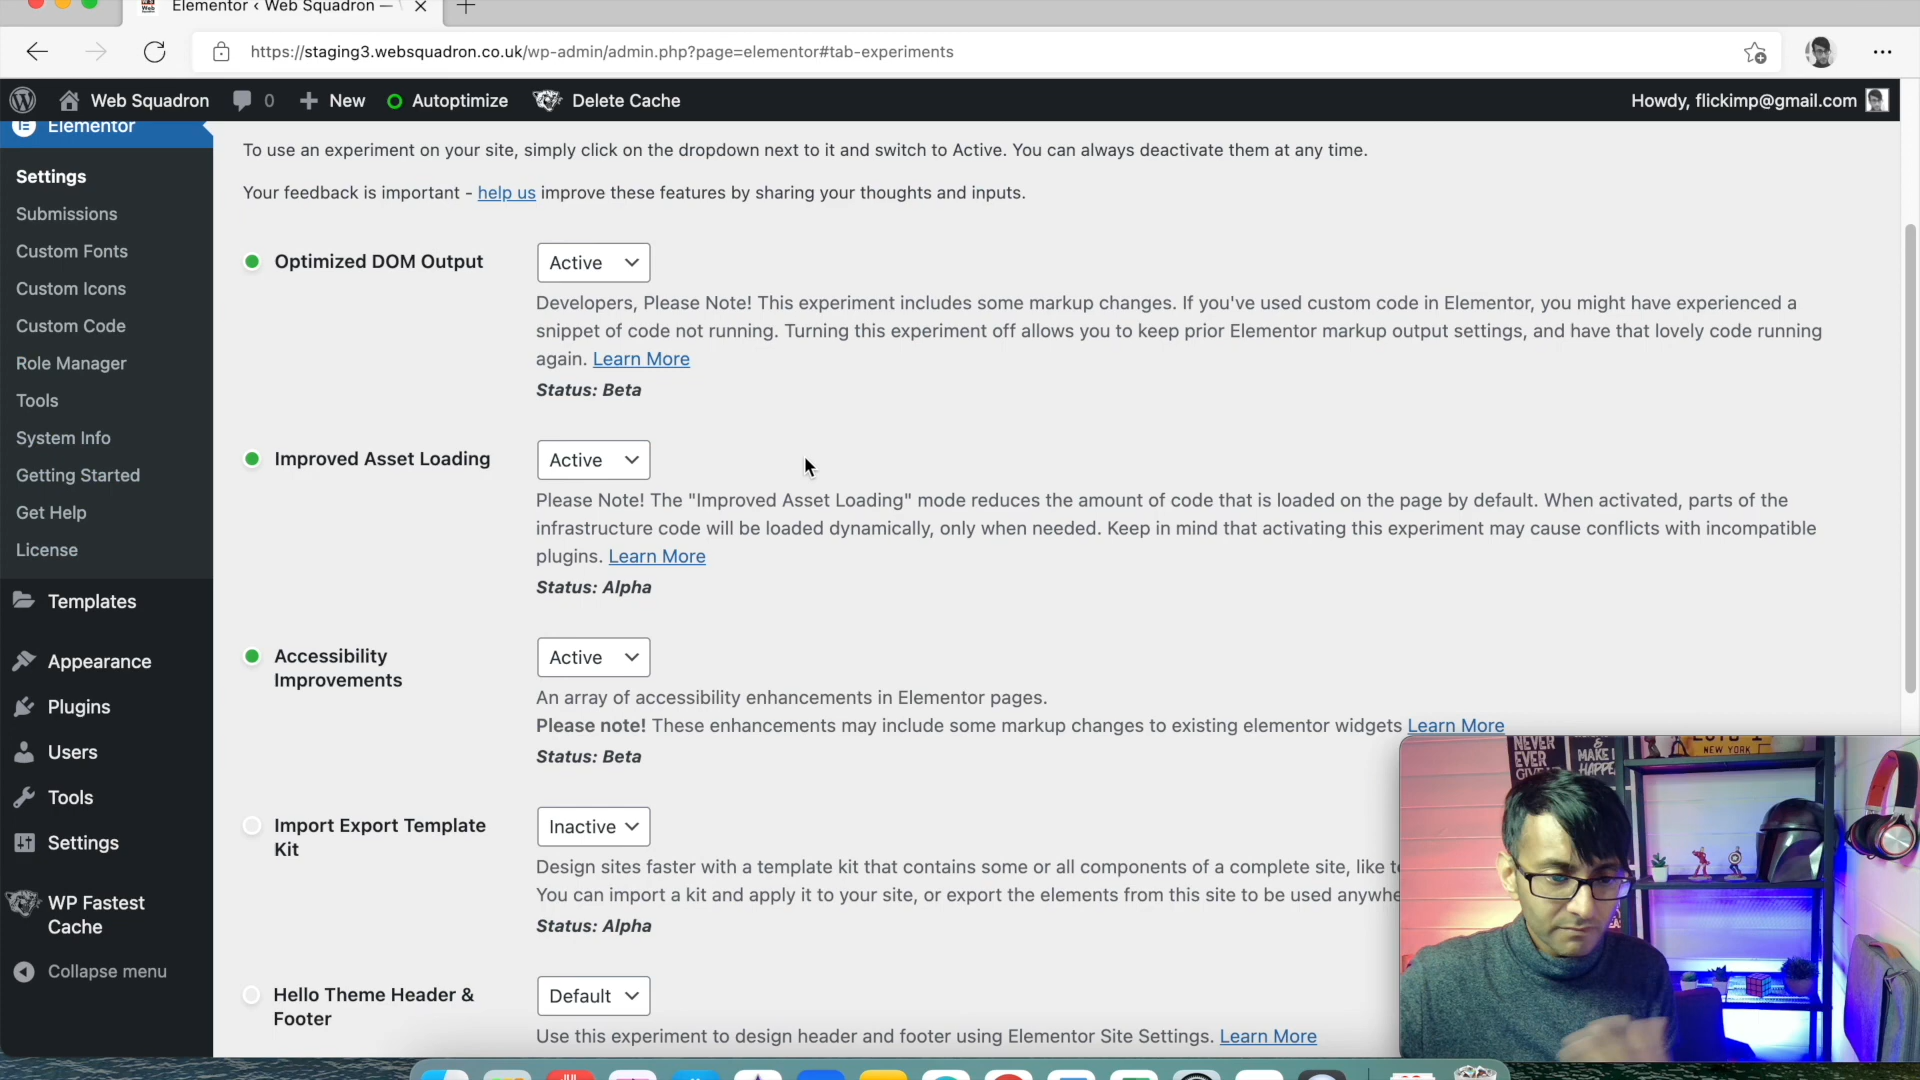 Elementor ‹ Web Squadron —
https://staging3.websquadron.co.uk/wp-admin/admin.php?page=elementor#tab-experiments
Web Squadron 0 New Autoptimize Delete Cache Howdy, flickimp@gmail.com
Elementor
Settings
Submissions
Custom Fonts
Custom Icons
Custom Code
Role Manager
Tools
System Info
Getting Started
Get Help
License
Templates
Appearance
Plugins
Users
Tools
Settings
WP Fastest
Cache
Collapse menu
To use an experiment on your site, simply click on the dropdown next to it and switch to Active. You can always deactivate them at any time.
Your feedback is important - help us improve these features by sharing your thoughts and inputs.
Optimized DOM Output
Active
Developers, Please Note! This experiment includes some markup changes. If you've used custom code in Elementor, you might have experienced a
snippet of code not running. Turning this experiment off allows you to keep prior Elementor markup output settings, and have that lovely code running
again. Learn More
Status: Beta
Improved Asset Loading
Active
Please Note! The "Improved Asset Loading" mode reduces the amount of code that is loaded on the page by default. When activated, parts of the
infrastructure code will be loaded dynamically, only when needed. Keep in mind that activating this experiment may cause conflicts with incompatible
plugins. Learn More
Status: Alpha
Accessibility
Improvements
Active
An array of accessibility enhancements in Elementor pages.
Please note! These enhancements may include some markup changes to existing elementor widgets Learn More
Status: Beta
Import Export Template
Kit
Inactive
Design sites faster with a template kit that contains some or all components of a complete site, like
You can import a kit and apply it to your site, or export the elements from this site to be used
Status: Alpha
Hello Theme Header &
Footer
Default
Use this experiment to design header and footer using Elementor Site Settings. Learn More
NEVER
EVER
MAKE
NEW YORK